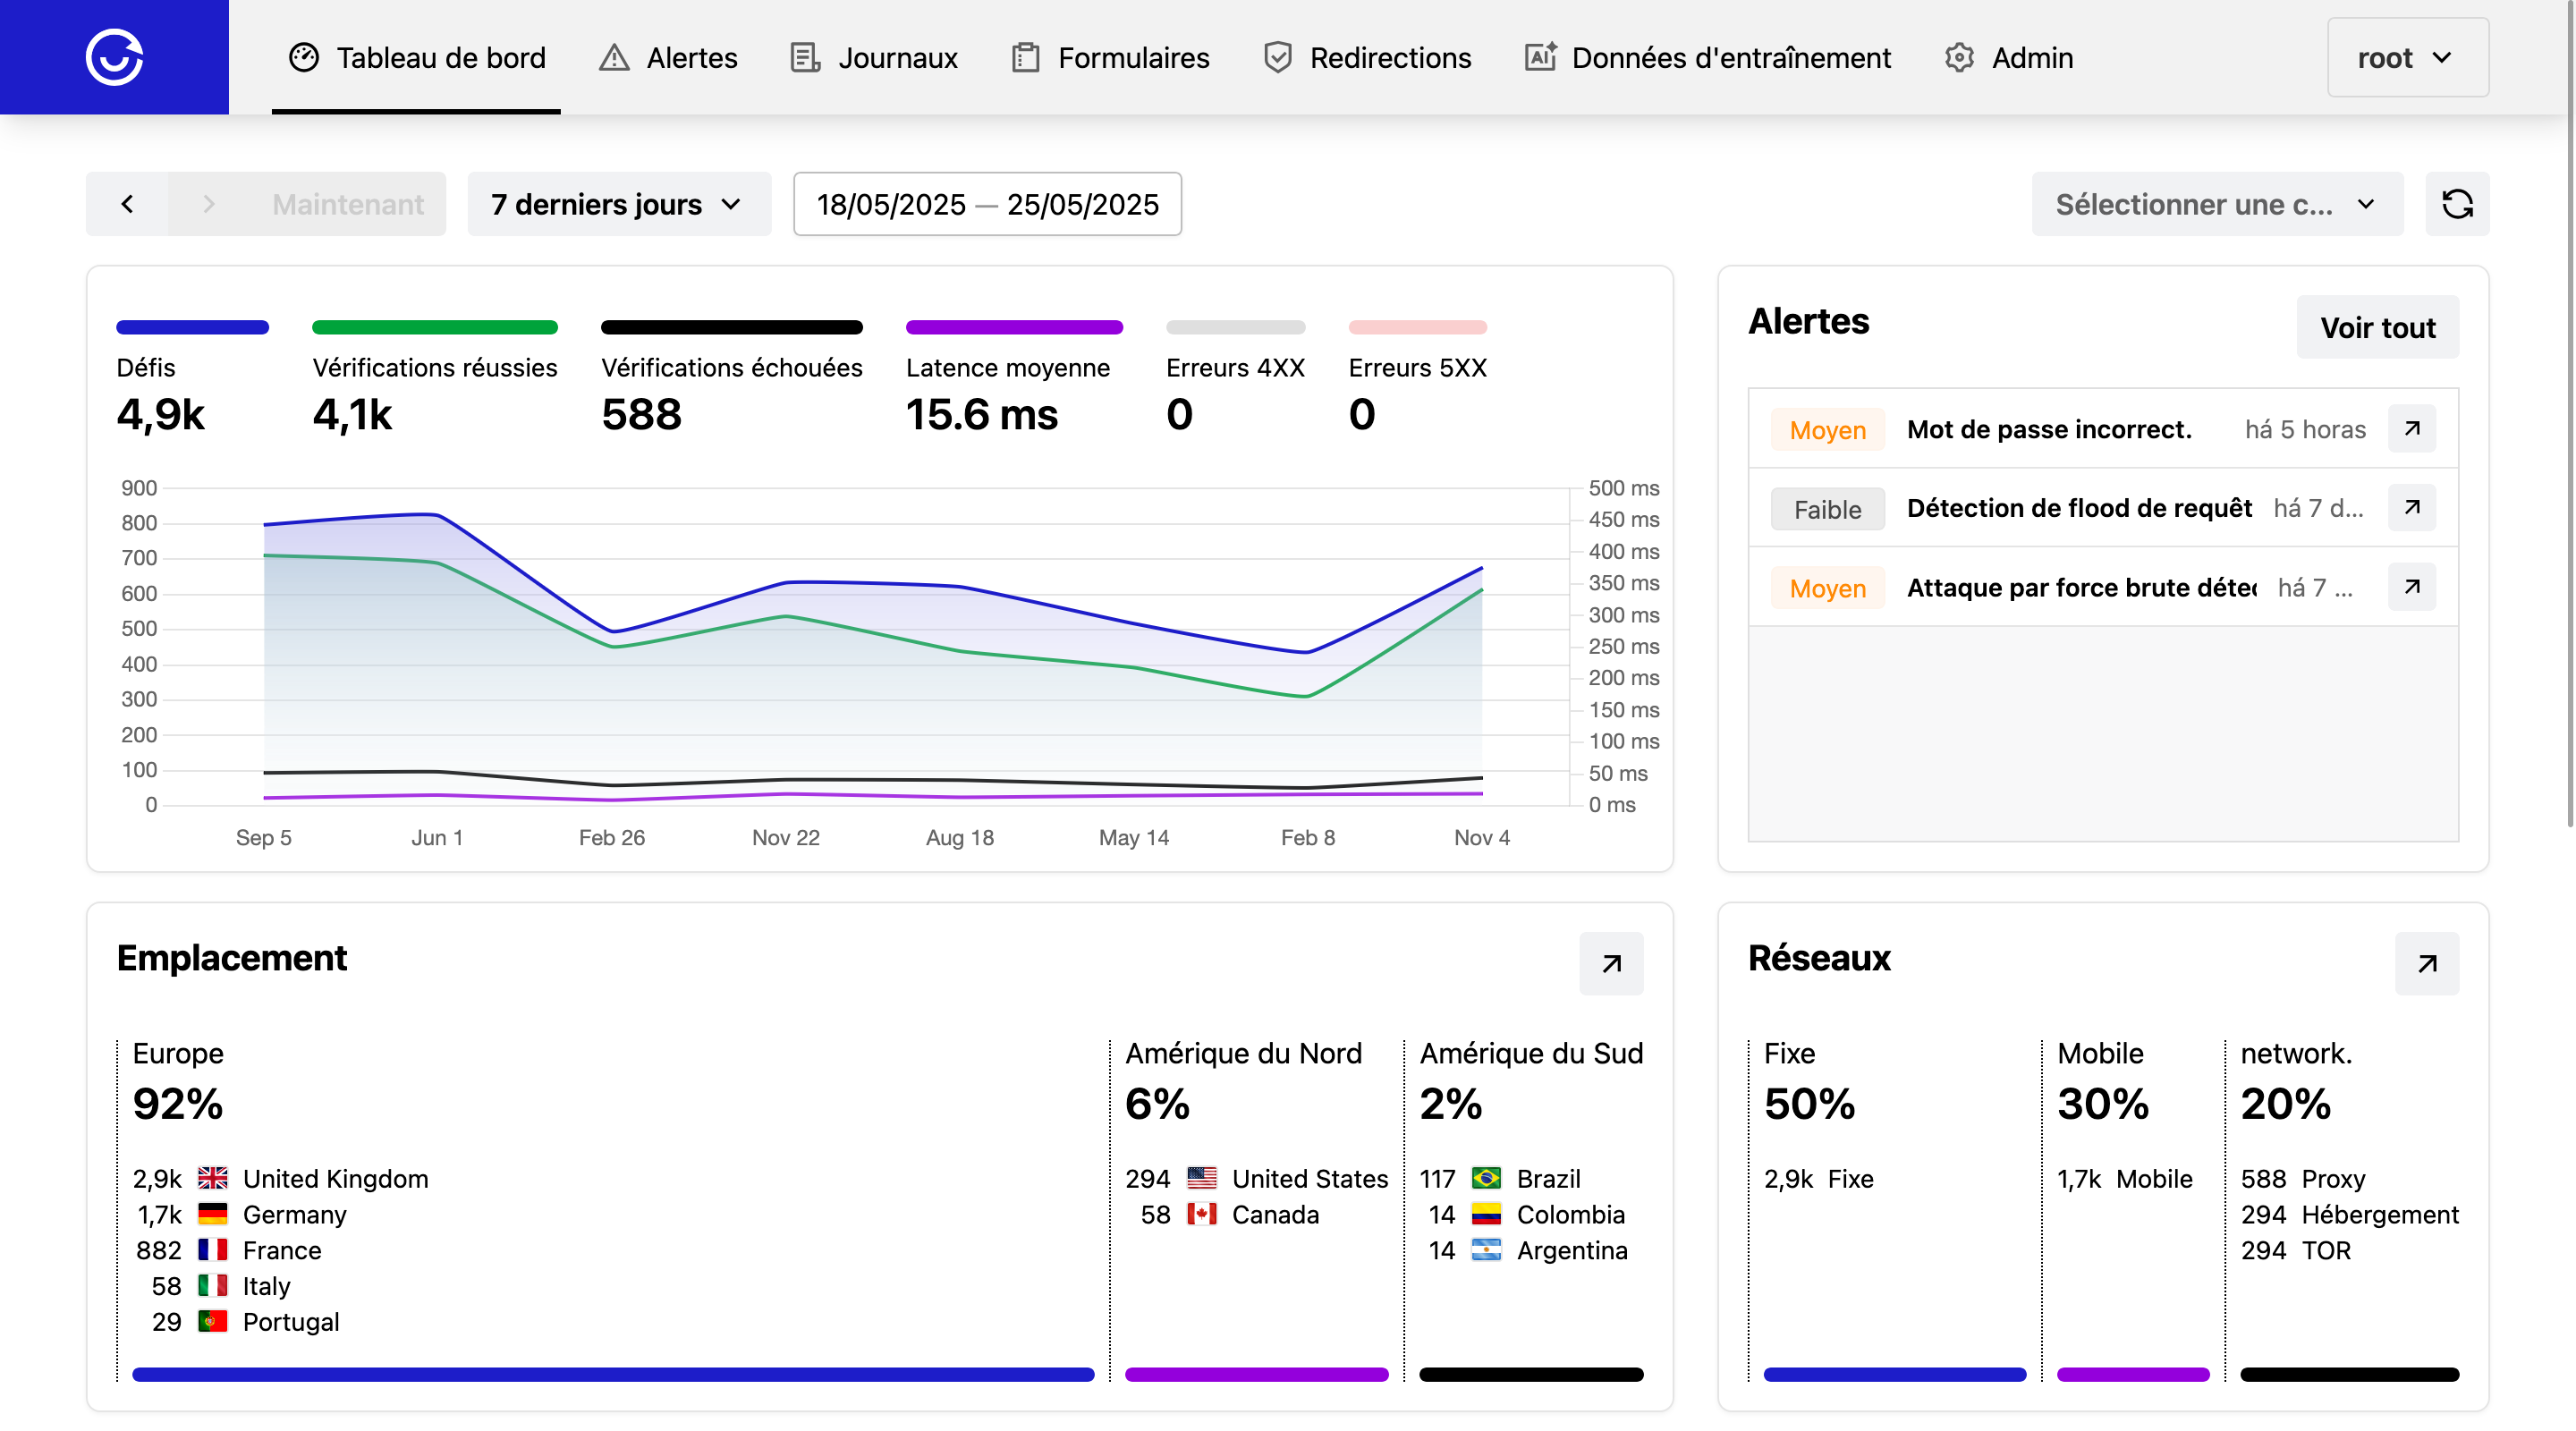 Tableau de bord
Alertes
Journaux
Formulaires
Redirections
Données d'entraînement
Admin
root
Maintenant
7 derniers jours
18/05/2025 — 25/05/2025
Sélectionner une c...
Défis
4,9k
Vérifications réussies
4,1k
Vérifications échouées
588
Latence moyenne
15.6 ms
Erreurs 4XX
0
Erreurs 5XX
0
900
800
700
600
500
400
300
200
100
0
500 ms
450 ms
400 ms
350 ms
300 ms
250 ms
200 ms
150 ms
100 ms
50 ms
0 ms
Sep 5
Jun 1
Feb 26
Nov 22
Aug 18
May 14
Feb 8
Nov 4
Alertes
Voir tout
Moyen Mot de passe incorrect. há 5 horas
Faible Détection de flood de requêt há 7 d...
Moyen Attaque par force brute détec há 7 ...
Emplacement
Europe
92%
2,9k United Kingdom
1,7k Germany
882 France
58 Italy
29 Portugal
Amérique du Nord
6%
294 United States
58 Canada
Amérique du Sud
2%
117 Brazil
14 Colombia
14 Argentina
Réseaux
Fixe
50%
2,9k Fixe
Mobile
30%
1,7k Mobile
network.
20%
588 Proxy
294 Hébergement
294 TOR